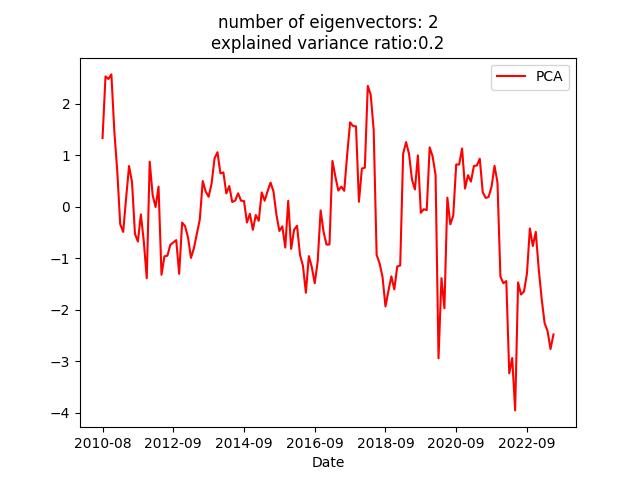 number of eigenvectors: 2
explained variance ratio:0.2
PCA
2
1
0
−1
−2
−3
−4
2010-08 2012-09 2014-09 2016-09 2018-09 2020-09 2022-09
Date